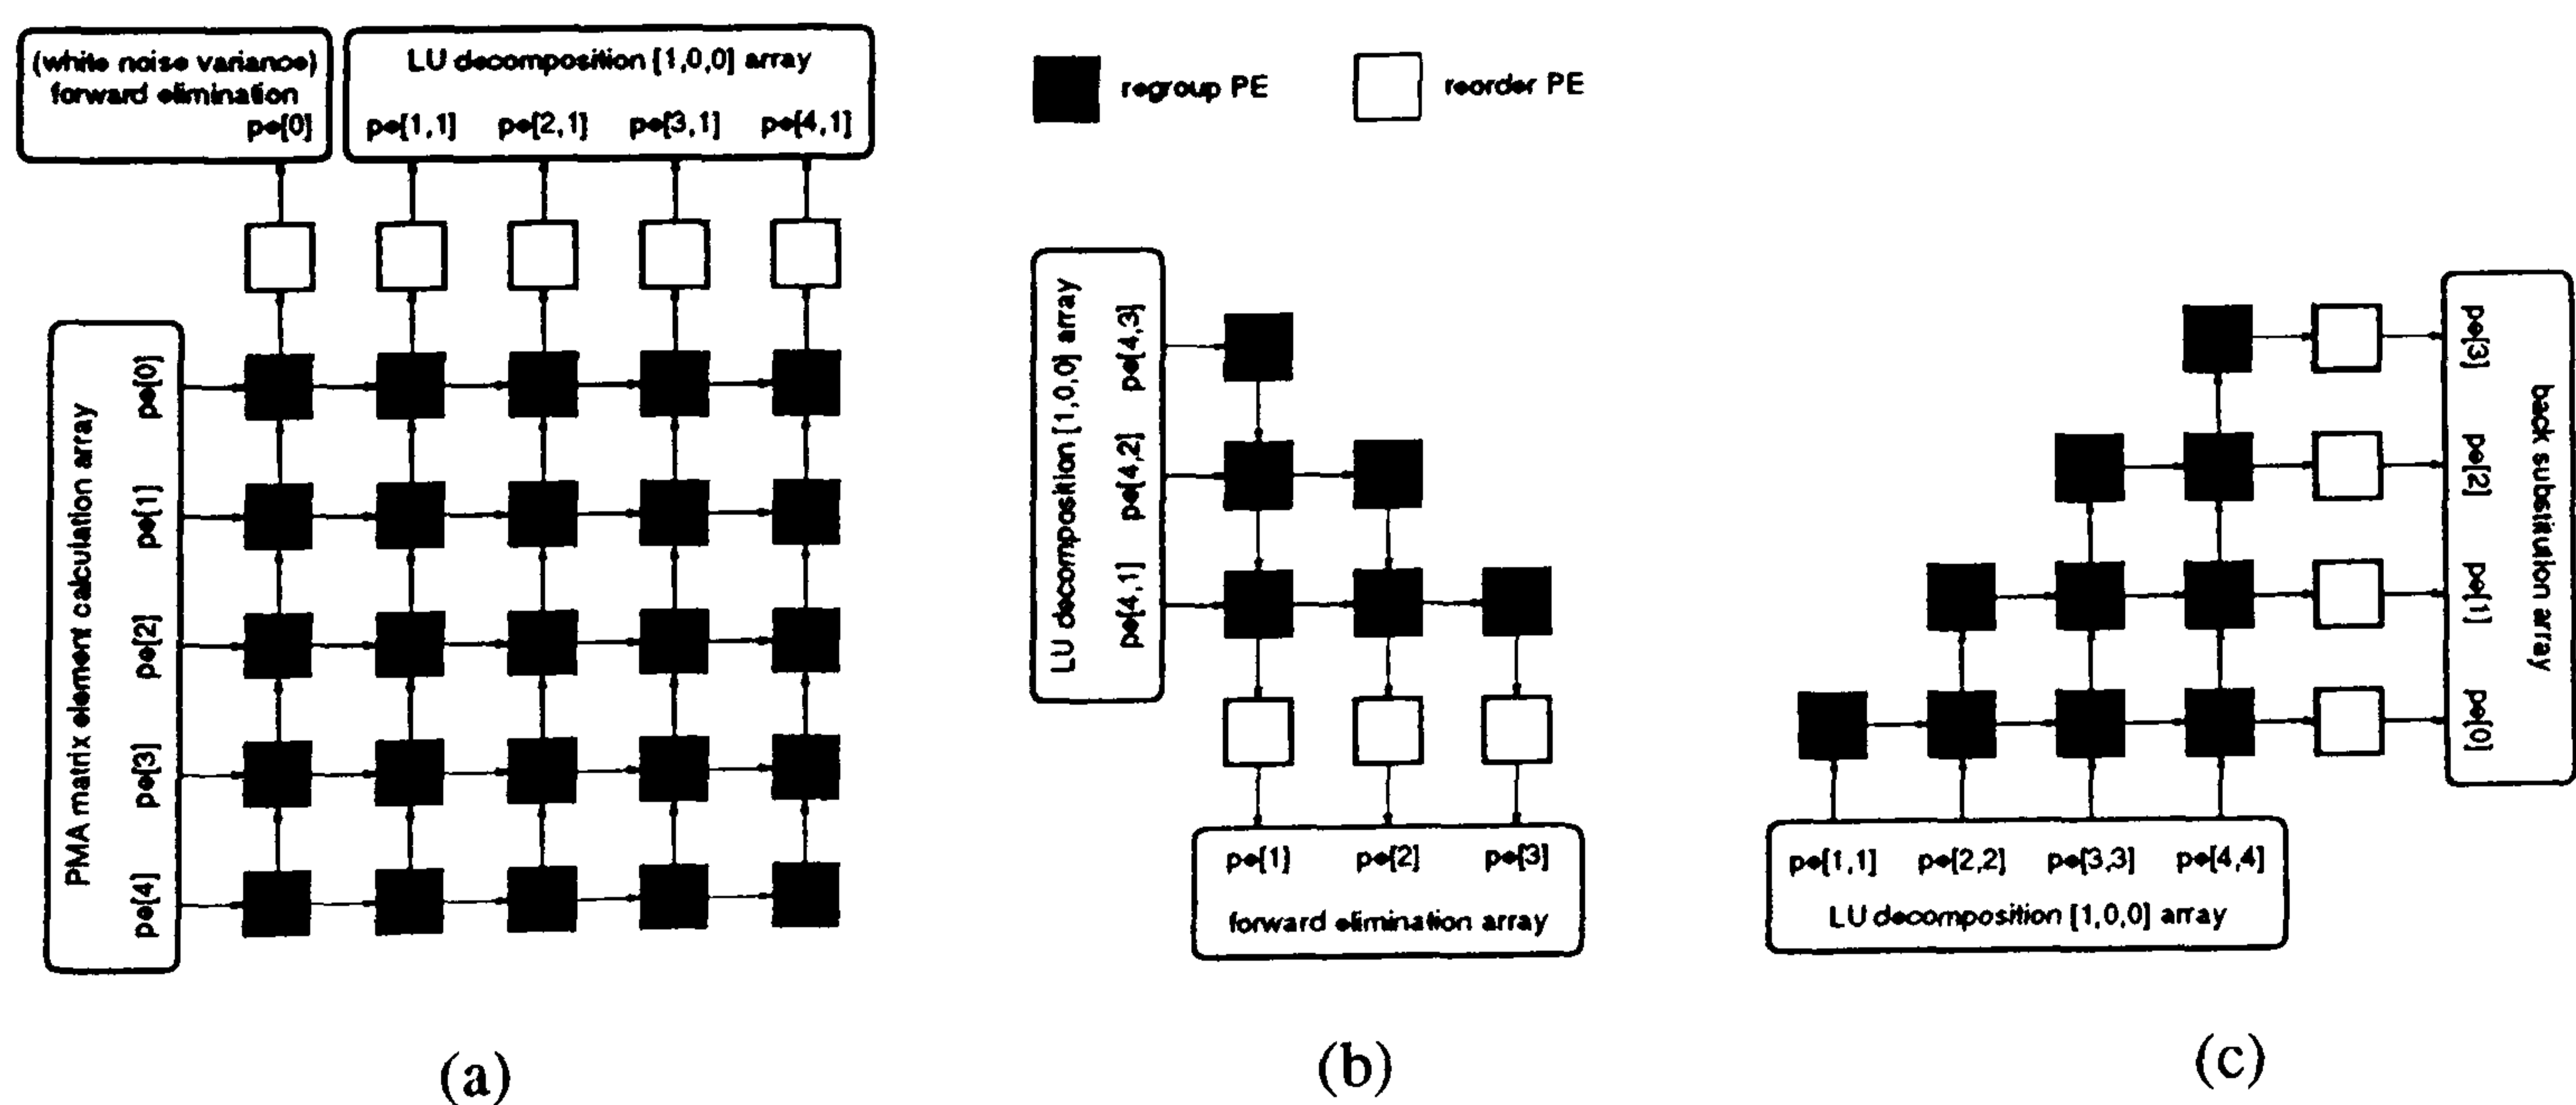 (white noise variance)
forward elimination
pe[0]
LU decomposition [1,0,0] array
pe[1,1] pe[2,1] pe[3,1] pe[4,1]
PMA matrix element calculation array
pe[0]
pe[1]
pe[2]
pe[3]
pe[4]
(a)
regroup PE
reorder PE
LU decomposition [1,0,0] array
pe[4,3]
pe[4,2]
pe[4,1]
pe[1] pe[2] pe[3]
forward elimination array
(b)
pe[3]
pe[2]
pe[1]
pe[0]
back substituion array
pe[1,1] pe[2,2] pe[3,3] pe[4,4]
LU decomposition [1,0,0] array
(c)